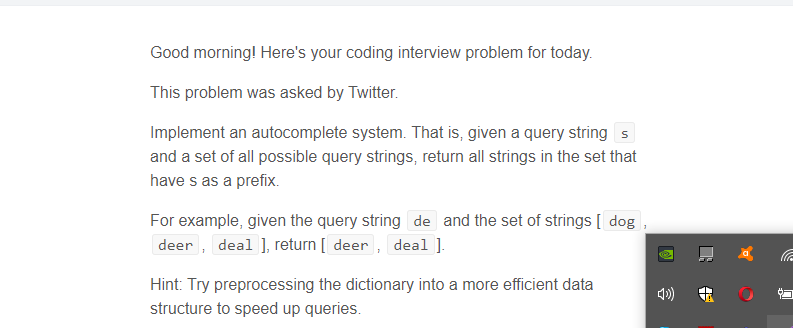 Good morning! Here's your coding interview problem for today.
This problem was asked by Twitter.
Implement an autocomplete system. That is, given a query string s
and a set of all possible query strings, return all strings in the set that
have s as a prefix.
For example, given the query string de and the set of strings [ dog ,
deer , deal ], return [ deer , deal ].
Hint: Try preprocessing the dictionary into a more efficient data
structure to speed up queries.